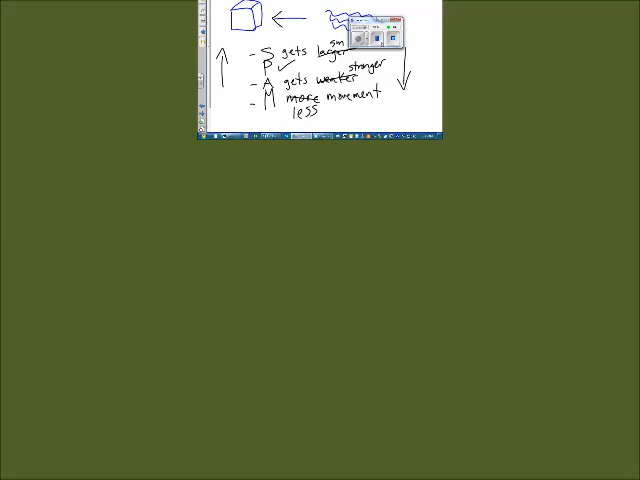 sm
- S gets larger
P ✓ stronger
- A gets weaker
- M more movement
less